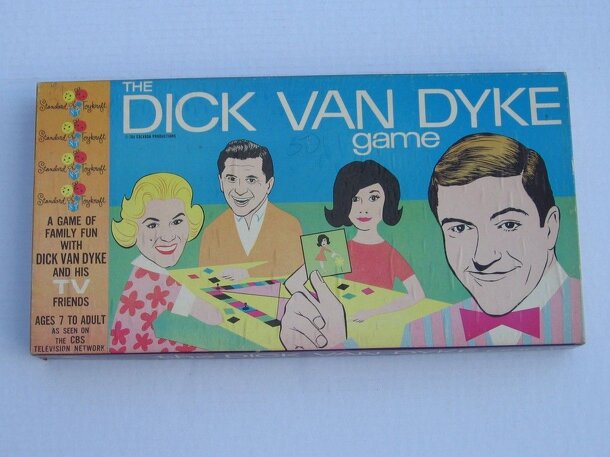 THE
DICK VAN DYKE
game
Standard Toykraft
Standard Toykraft
Standard Toykraft
Standard Toykraft
A GAME OF
FAMILY FUN
WITH
DICK VAN DYKE
AND HIS
TV
FRIENDS
AGES 7 TO ADULT
AS SEEN ON
THE CBS
TELEVISION NETWORK